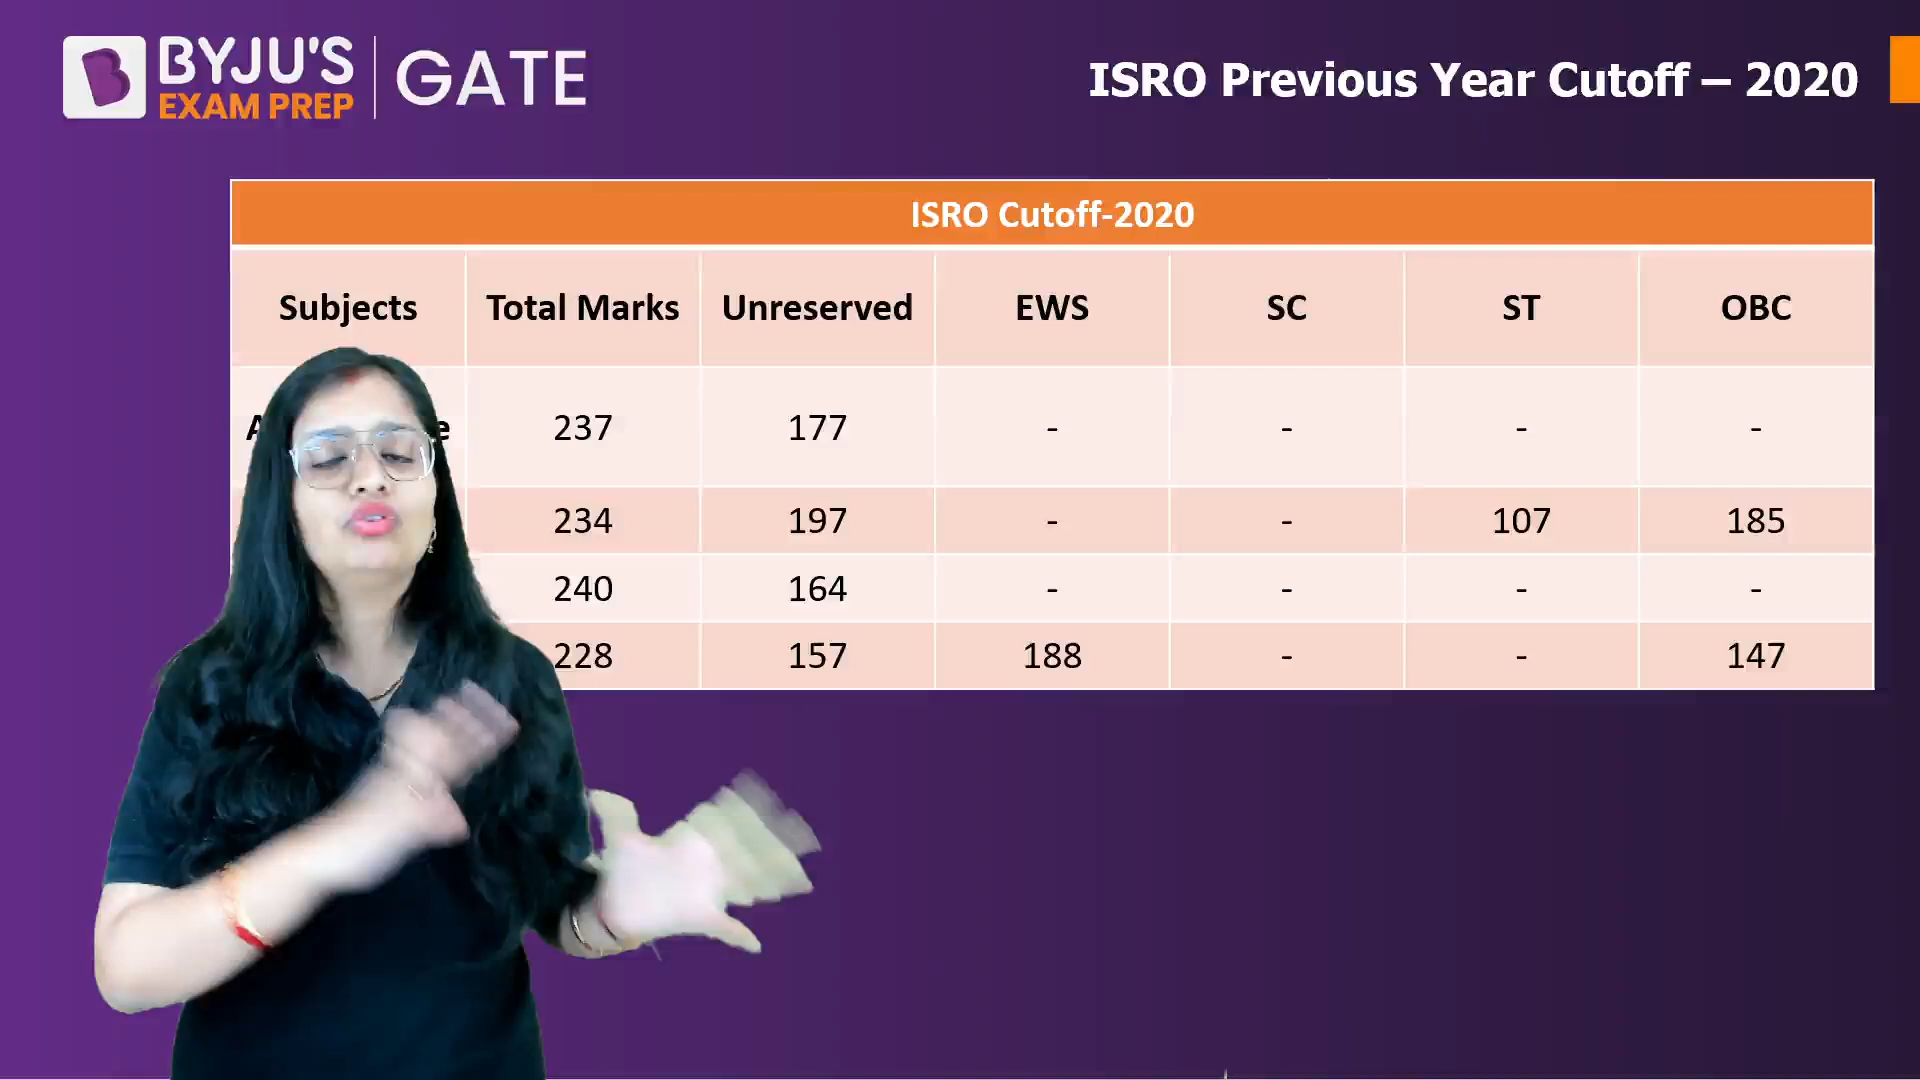 BYJU'S
EXAM PREP
GATE
ISRO Previous Year Cutoff – 2020
ISRO Cutoff-2020
Subjects Total Marks Unreserved EWS SC ST OBC
237 177 - - - -
234 197 - - 107 185
240 164 - - - -
228 157 188 - - 147